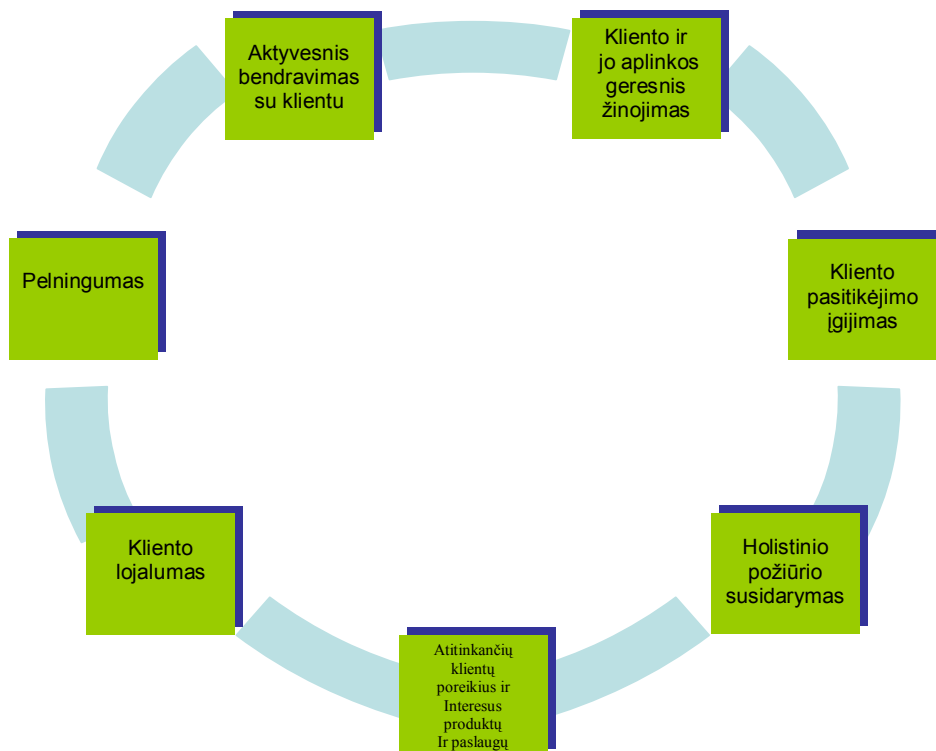 Aktyvesnis
bendravimas
su klientu
Kliento ir
jo aplinkos
geresnis
žinojimas
Kliento
pasitikėjimo
įgijimas
Holistinio
požiūrio
susidarymas
Atitinkančių
klientų
poreikius ir
Interesus
produktų
Ir paslaugų
Kliento
lojalumas
Pelningumas